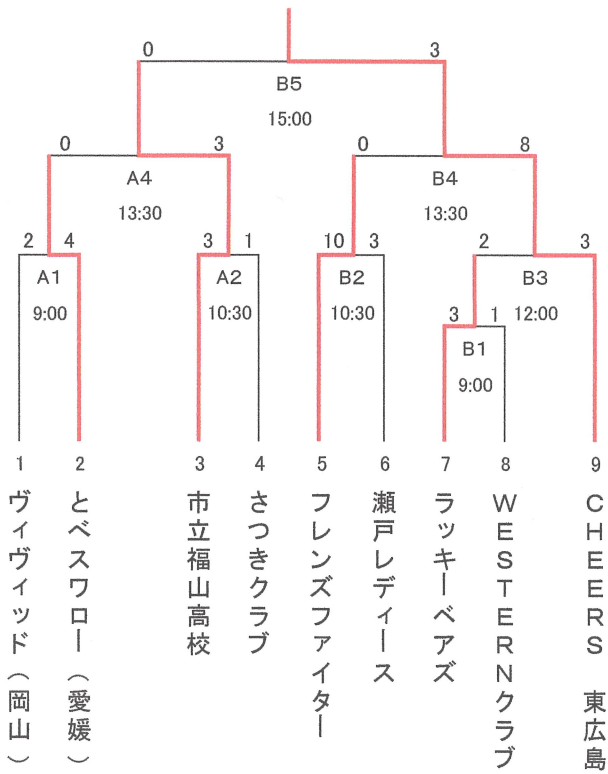 0 3
B5
15:00
0 3 0 8
A4 B4
13:30 13:30
2 4 3 1 10 3 2 3
A1 A2 B2 B3
9:00 10:30 10:30 12:00
3 1
B1
9:00
1 2 3 4 5 6 7 8 9
ヴィヴィッド(岡山)
とベスワロー(愛媛)
市立福山高校
さつきクラブ
フレンズファイター
瀬戸レディース
ラッキーベアズ
WESTERNクラブ
CHEERS 東広島